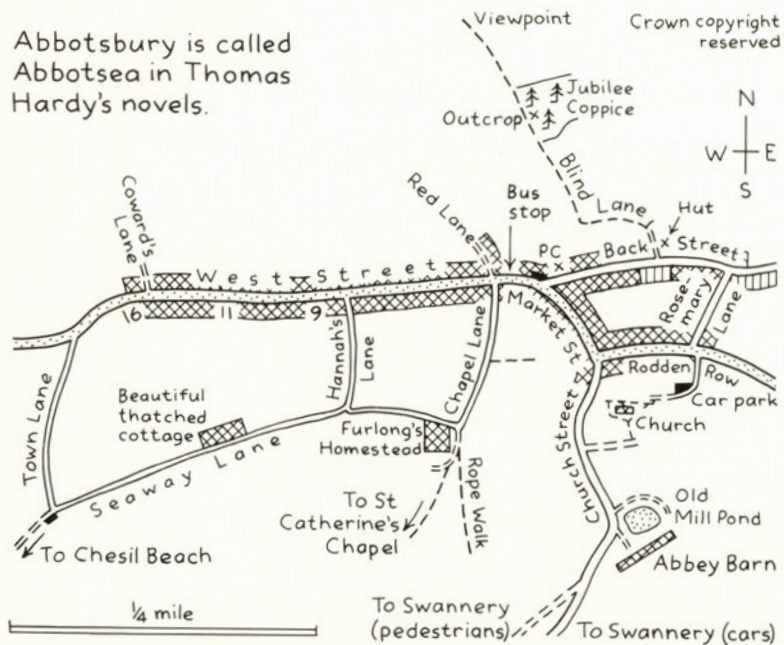 Abbotsbury is called
Abbotsea in Thomas
Hardy's novels.
Viewpoint
Crown copyright
reserved
Jubilee
Coppice
Outcrop
N
W E
S
Blind
Lane
Hut
Coward's
Lane
Red Lane
Bus
stop
PC
Back Street
West Street
16
11
9
Market St.
Rosemary
Lane
Town Lane
Hannah's
Lane
Chapel Lane
Rodden
Row
Car park
Church
Beautiful
thatched
cottage
Seaway Lane
Furlong's
Homestead
Rope Walk
Church Street
To St
Catherine's
Chapel
Old
Mill Pond
Abbey Barn
To Chesil Beach
¼ mile
To Swannery
(pedestrians)
To Swannery (cars)